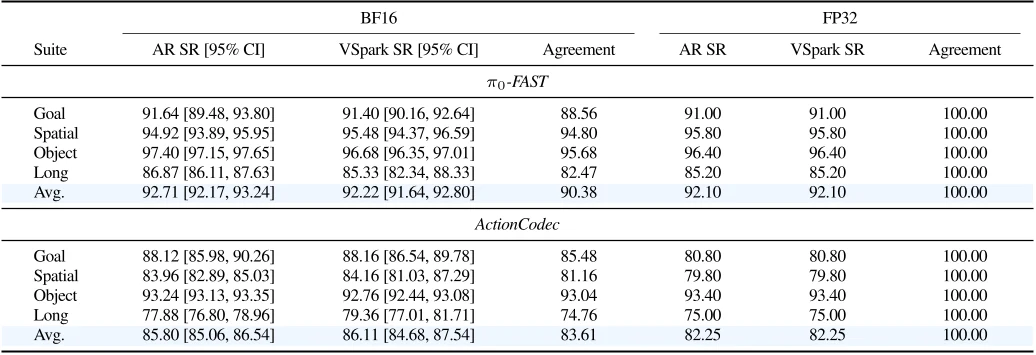 BF16 FP32
Suite AR SR [95% CI] VSpark SR [95% CI] Agreement AR SR VSpark SR Agreement
π₀-FAST
Goal 91.64 [89.48, 93.80] 91.40 [90.16, 92.64] 88.56 91.00 91.00 100.00
Spatial 94.92 [93.89, 95.95] 95.48 [94.37, 96.59] 94.80 95.80 95.80 100.00
Object 97.40 [97.15, 97.65] 96.68 [96.35, 97.01] 95.68 96.40 96.40 100.00
Long 86.87 [86.11, 87.63] 85.33 [82.34, 88.33] 82.47 85.20 85.20 100.00
Avg. 92.71 [92.17, 93.24] 92.22 [91.64, 92.80] 90.38 92.10 92.10 100.00
ActionCodec
Goal 88.12 [85.98, 90.26] 88.16 [86.54, 89.78] 85.48 80.80 80.80 100.00
Spatial 83.96 [82.89, 85.03] 84.16 [81.03, 87.29] 81.16 79.80 79.80 100.00
Object 93.24 [93.13, 93.35] 92.76 [92.44, 93.08] 93.04 93.40 93.40 100.00
Long 77.88 [76.80, 78.96] 79.36 [77.01, 81.71] 74.76 75.00 75.00 100.00
Avg. 85.80 [85.06, 86.54] 86.11 [84.68, 87.54] 83.61 82.25 82.25 100.00